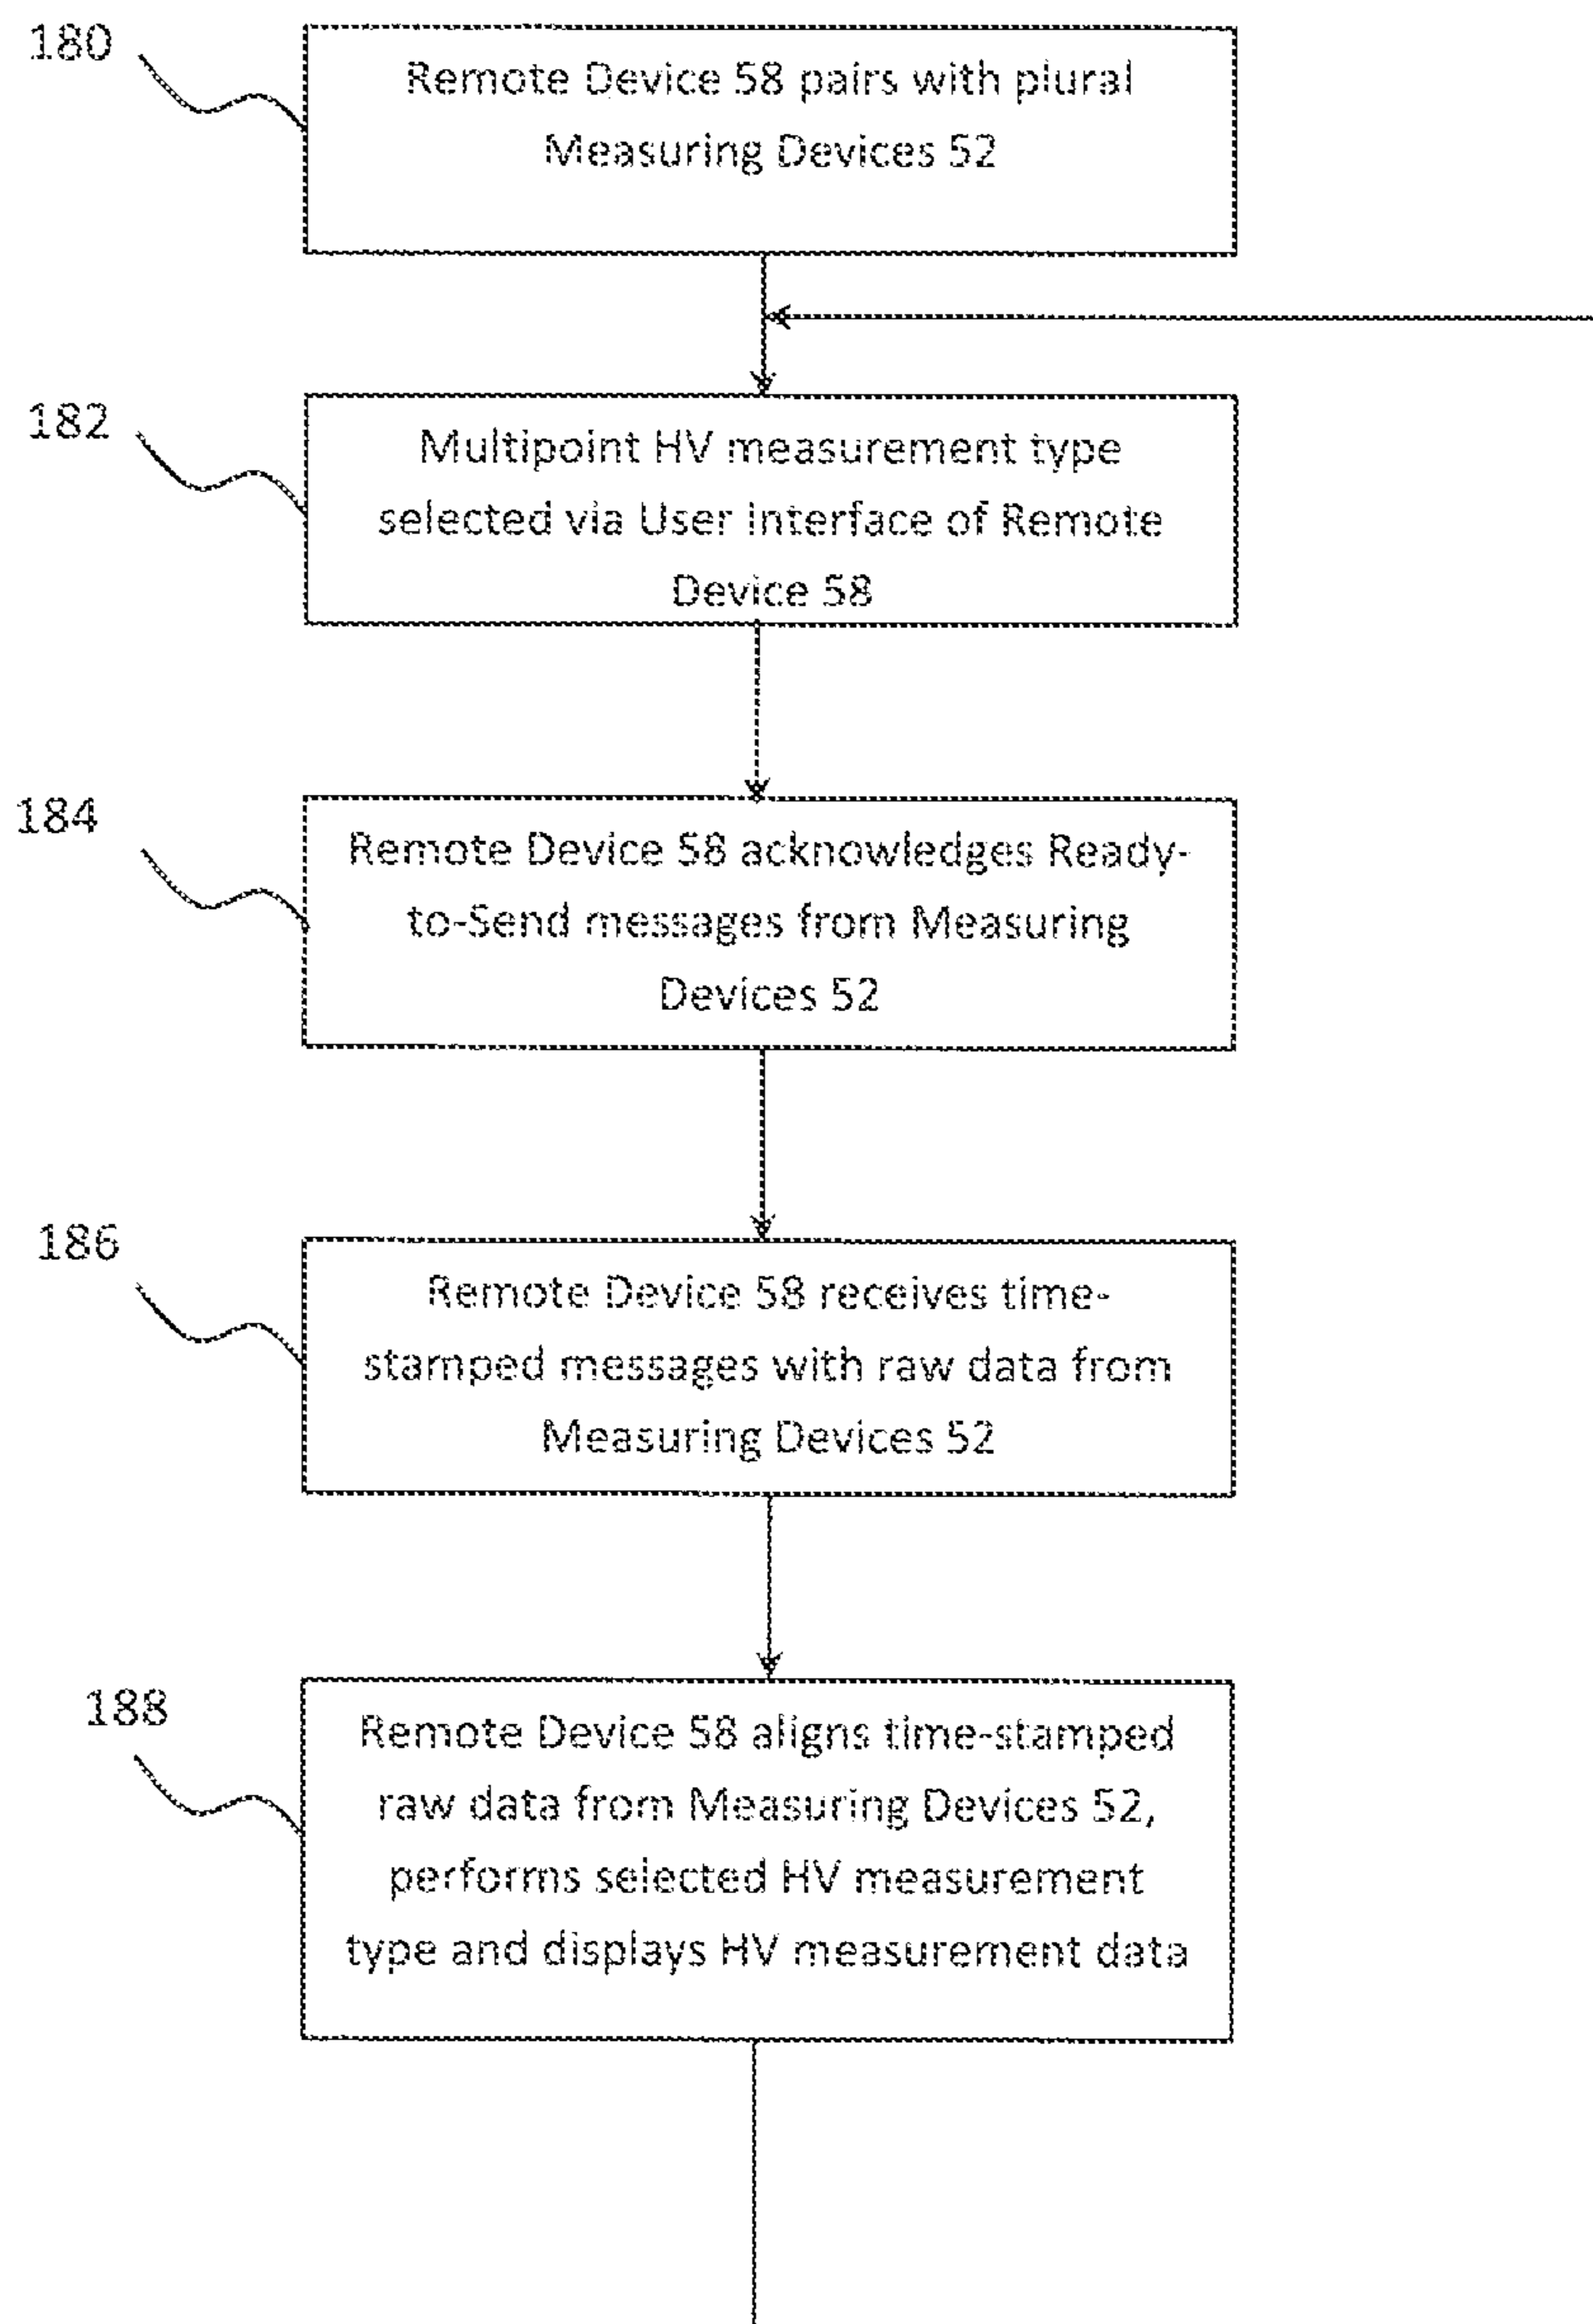 180
Remote Device 58 pairs with plural
Measuring Devices 52
182
Multipoint HV measurement type
selected via User Interface of Remote
Device 58
184
Remote Device 58 acknowledges Ready-
to-Send messages from Measuring
Devices 52
186
Remote Device 58 receives time-
stamped messages with raw data from
Measuring Devices 52
188
Remote Device 58 aligns time-stamped
raw data from Measuring Devices 52,
performs selected HV measurement
type and displays HV measurement data